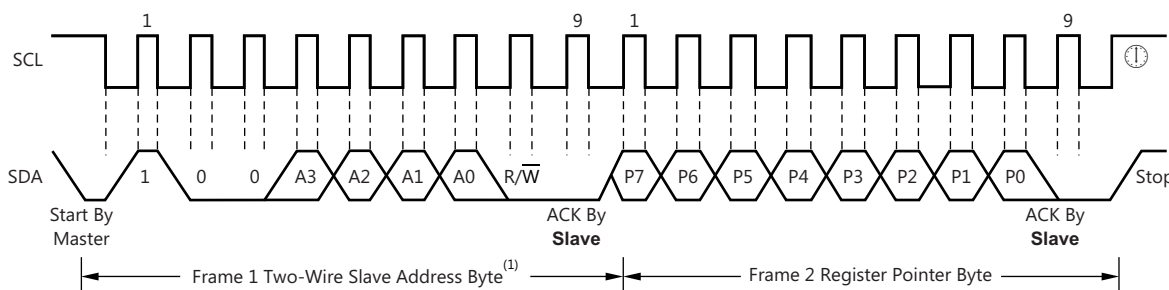 1 9 1 9
SCL
SDA 1 0 0 A3 A2 A1 A0 R/W̅ P7 P6 P5 P4 P3 P2 P1 P0 Stop
Start By ACK By ACK By
Master Slave Slave
Frame 1 Two-Wire Slave Address Byte(1) Frame 2 Register Pointer Byte